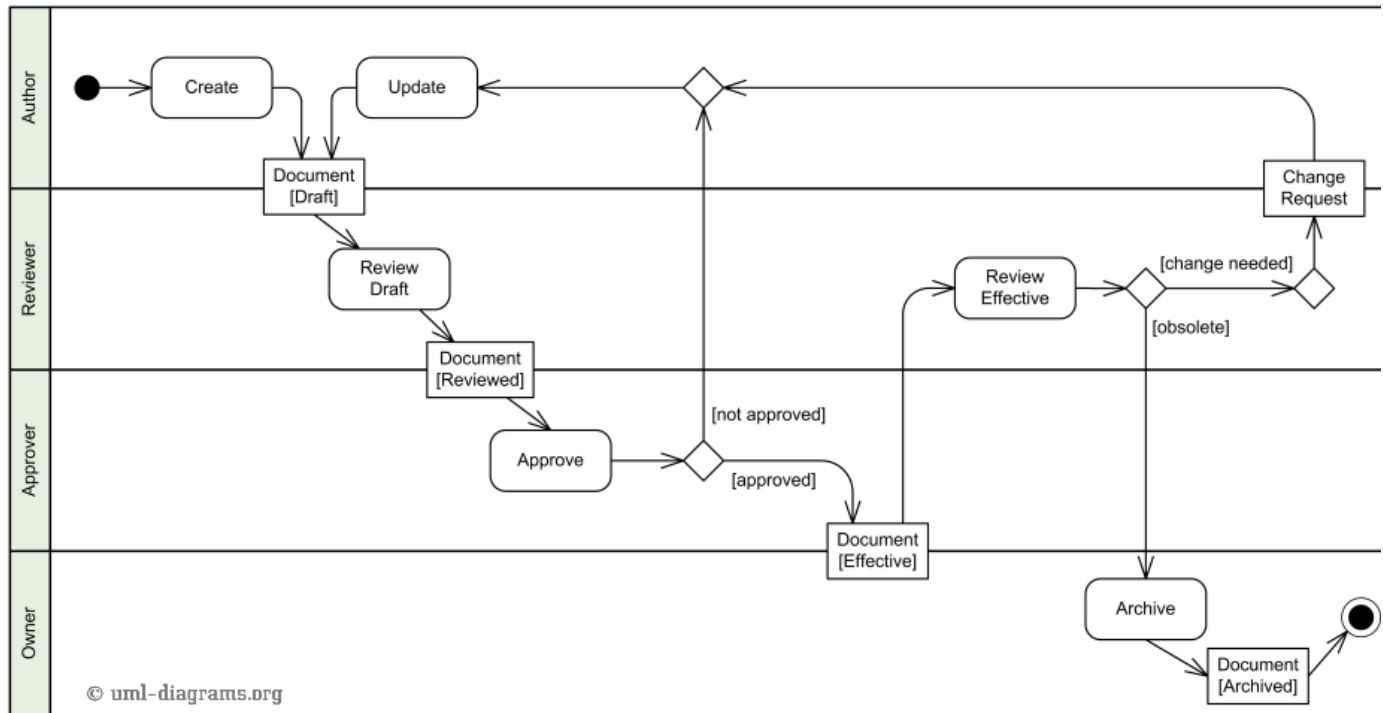 Author
Create
Update
Document
[Draft]
Change
Request
Reviewer
Review
Draft
Review
Effective
[change needed]
[obsolete]
Document
[Reviewed]
Approver
[not approved]
Approve
[approved]
Document
[Effective]
Owner
Archive
Document
[Archived]
© uml-diagrams.org